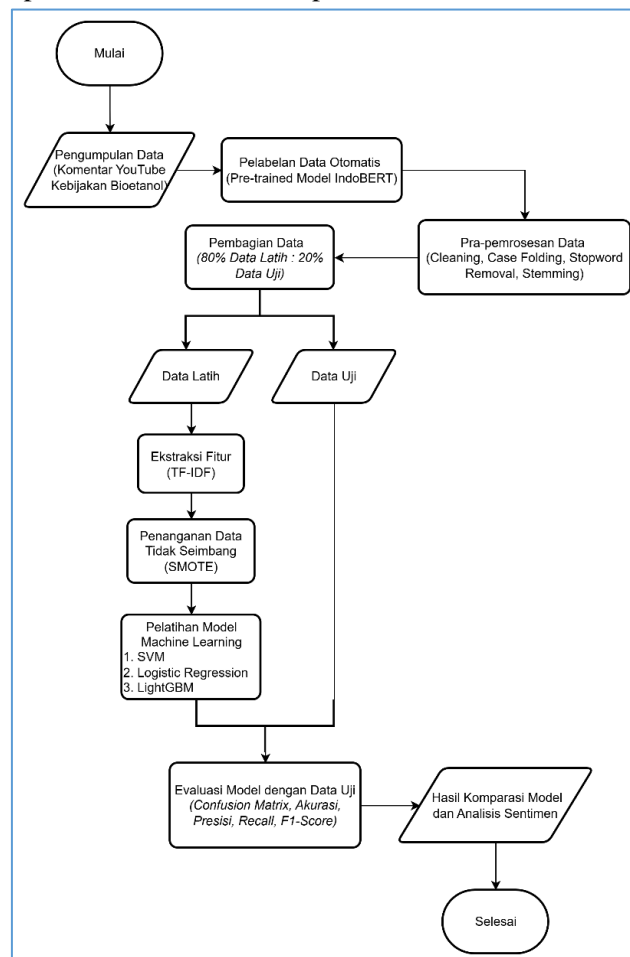 Mulai
Pengumpulan Data
(Komentar YouTube
Kebijakan Bioetanol)
Pelabelan Data Otomatis
(Pre-trained Model IndoBERT)
Pra-pemrosesan Data
(Cleaning, Case Folding, Stopword
Removal, Stemming)
Pembagian Data
(80% Data Latih : 20%
Data Uji)
Data Latih
Data Uji
Ekstraksi Fitur
(TF-IDF)
Penanganan Data
Tidak Seimbang
(SMOTE)
Pelatihan Model
Machine Learning
1. SVM
2. Logistic Regression
3. LightGBM
Evaluasi Model dengan Data Uji
(Confusion Matrix, Akurasi,
Presisi, Recall, F1-Score)
Hasil Komparasi Model
dan Analisis Sentimen
Selesai